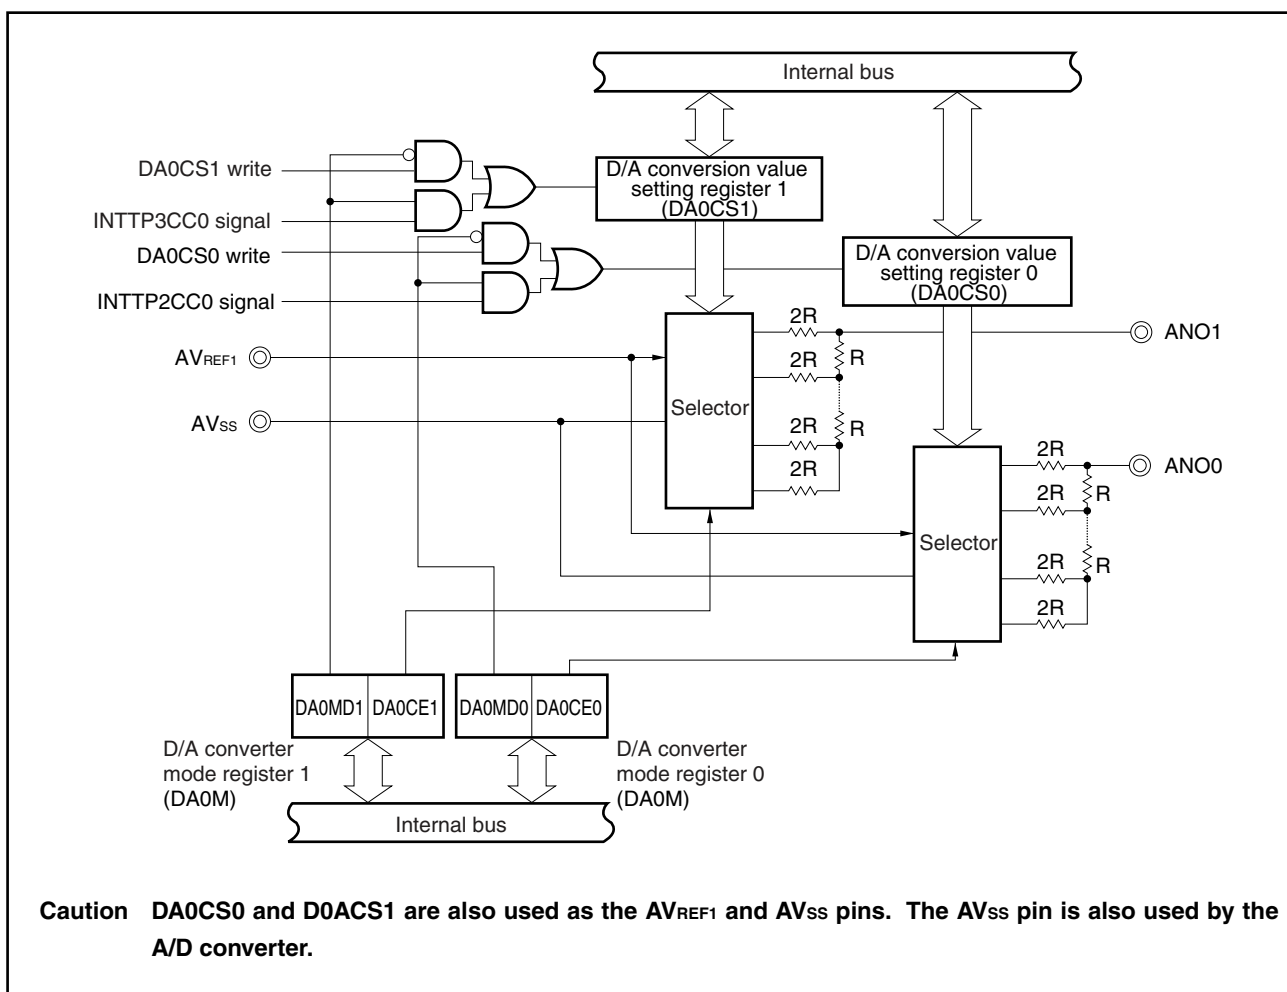 Internal bus
DA0CS1 write
D/A conversion value
setting register 1
(DA0CS1)
INTTP3CC0 signal
DA0CS0 write
D/A conversion value
setting register 0
(DA0CS0)
INTTP2CC0 signal
2R
ANO1
AVREF1
2R
R
Selector
AVSS
2R
R
2R
2R
ANO0
2R
R
Selector
2R
R
2R
DA0MD1
DA0CE1
DA0MD0
DA0CE0
D/A converter
mode register 1
(DA0M)
D/A converter
mode register 0
(DA0M)
Internal bus
Caution DA0CS0 and D0ACS1 are also used as the AVREF1 and AVSS pins. The AVSS pin is also used by the
A/D converter.